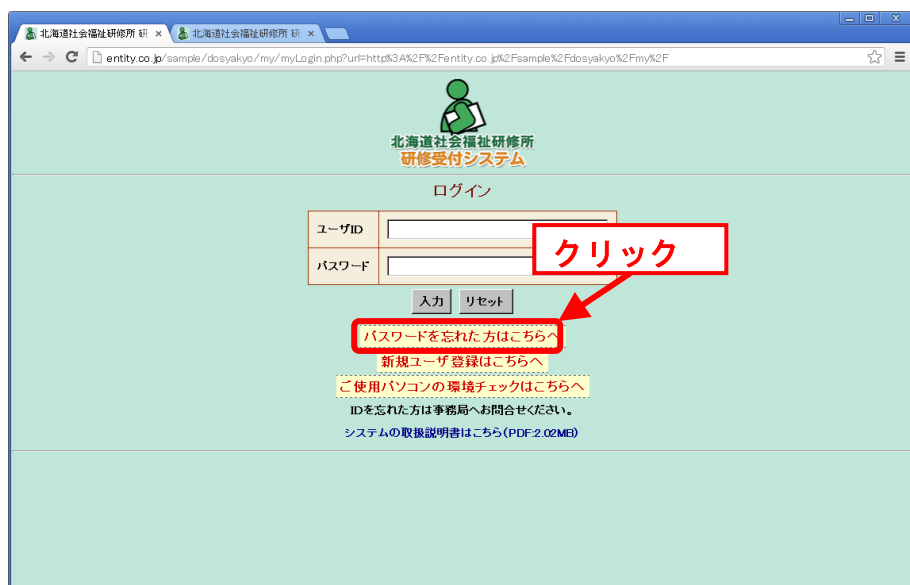 北海道社会福祉研修所 研
北海道社会福祉研修所 研
entity.co.jp/sample/dosyakyo/my/myLogin.php?url=http%3A%2F%2Fentity.co.jp%2Fsample%2Fdosyakyo%2Fmy%2F
北海道社会福祉研修所
研修受付システム
ログイン
ユーザID
クリック
パスワード
入力 リセット
パスワードを忘れた方はこちらへ
新規ユーザ登録はこちらへ
ご使用パソコンの環境チェックはこちらへ
IDを忘れた方は事務局へお問合せください。
システムの取扱説明書はこちら(PDF:2.02MB)